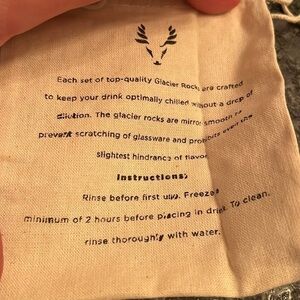 Each set of top-quality Glacier Rocks are crafted
to keep your drink optimally chilled without a drop of
dilution. The glacier rocks are mirror smooth to
prevent scratching of glassware and prohibits even the
slightest hindrance of flavor.
Instructions:
Rinse before first use. Freeze a
minimum of 2 hours before placing in drink. To clean,
rinse thoroughly with water.